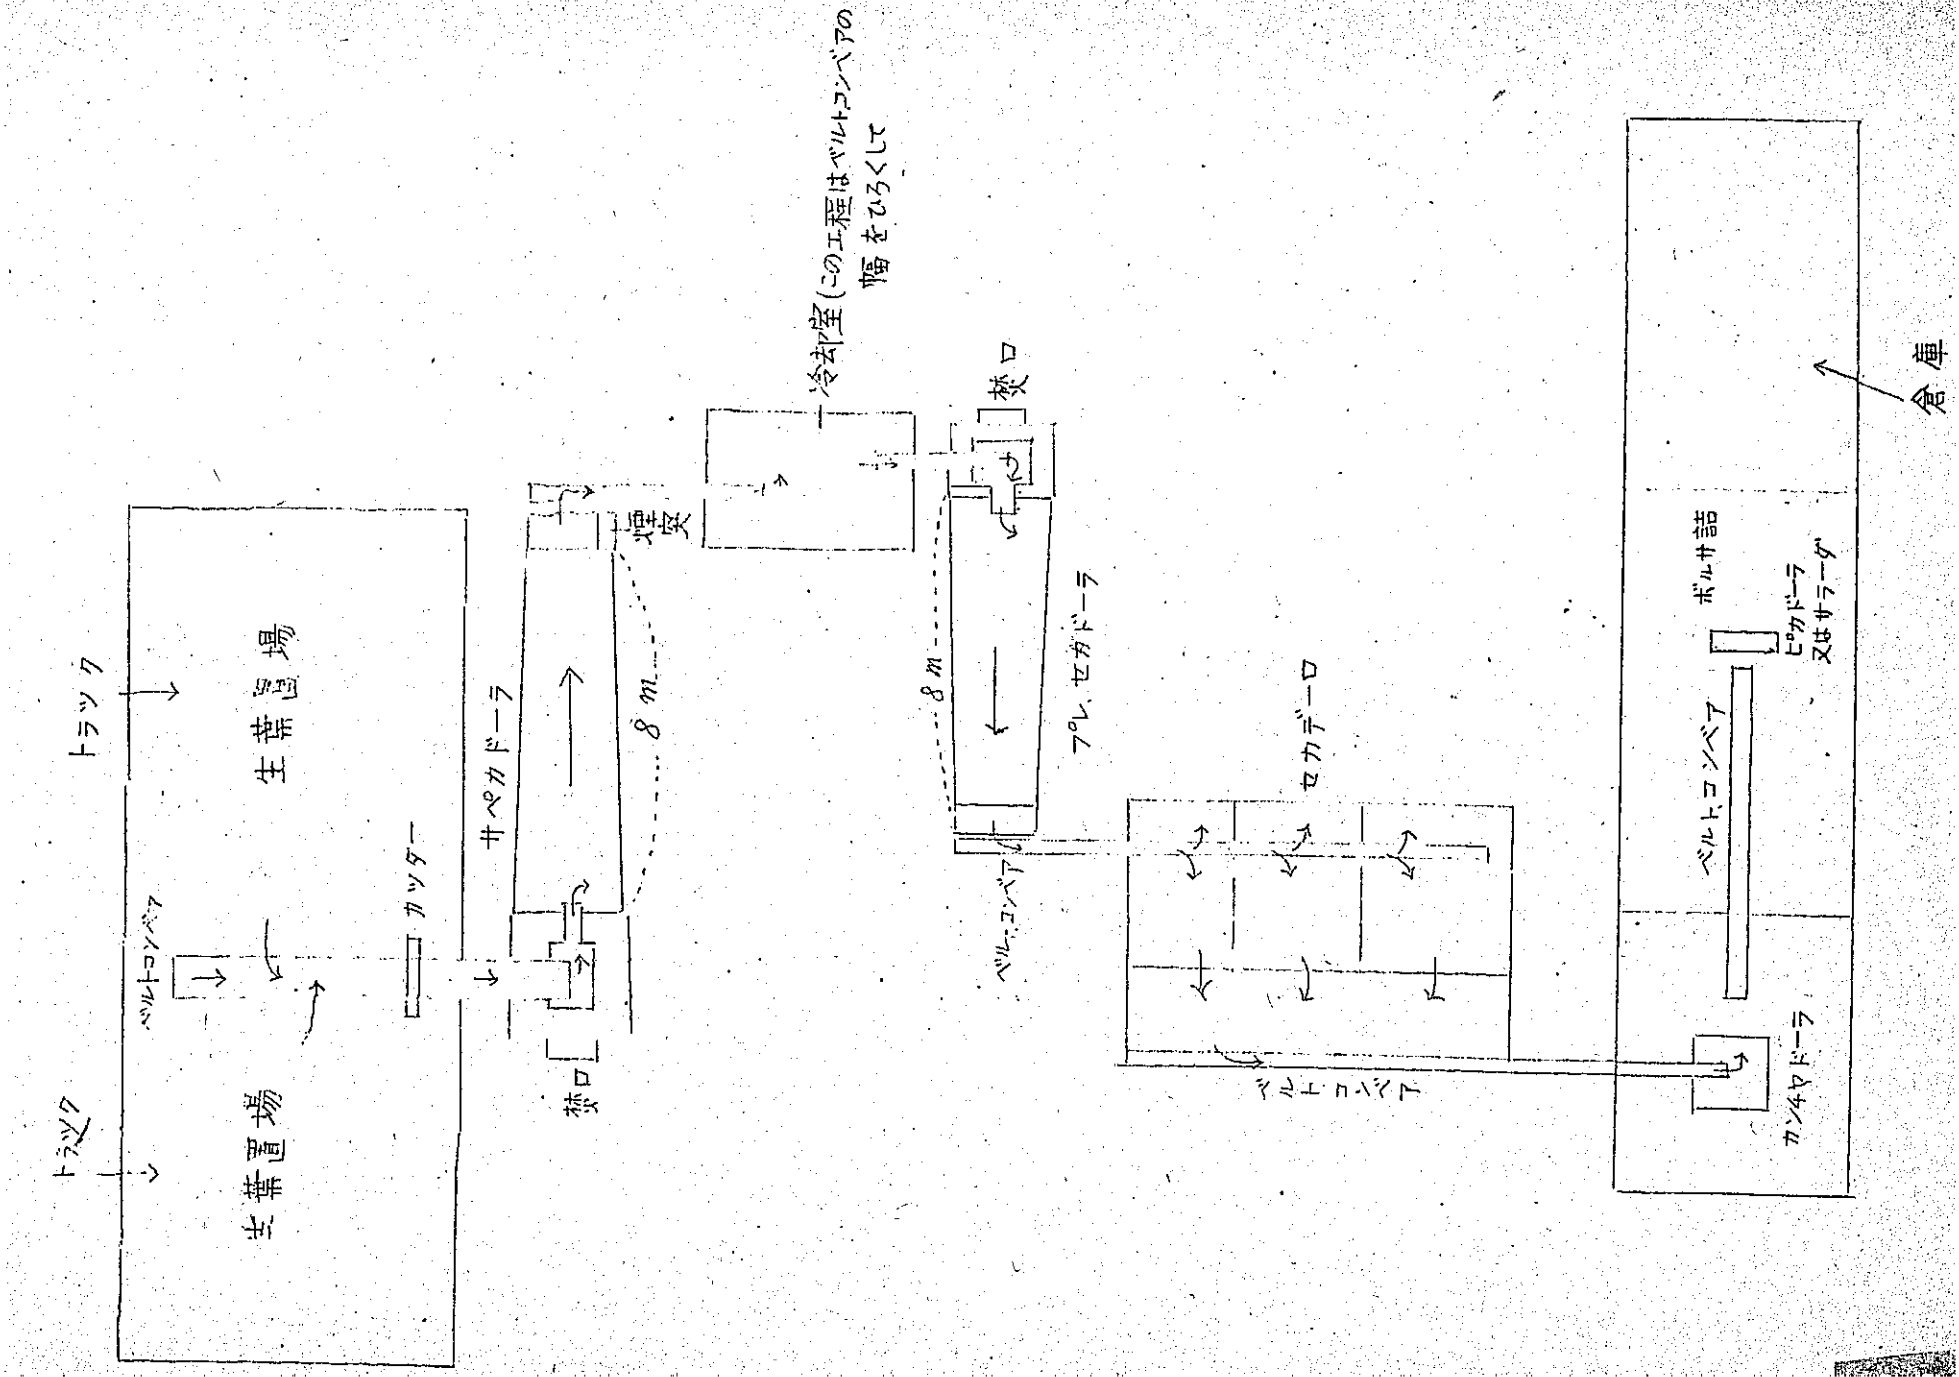 トラック
トラック
ベルトコンベア
生葉置場
生葉置場
カッター
サペカドーラ
焚口
8m
煙突
冷却室(この工程はベルトコンベアの
幅をひろくして
焚口
8m
プレ、セカドーラ
ベルトコンベア
セカデーロ
ベルトコンベア
カンチャドーラ
ベルトコンベア
ボルサ詰
ピカドーラ
又はサラーダ
倉庫